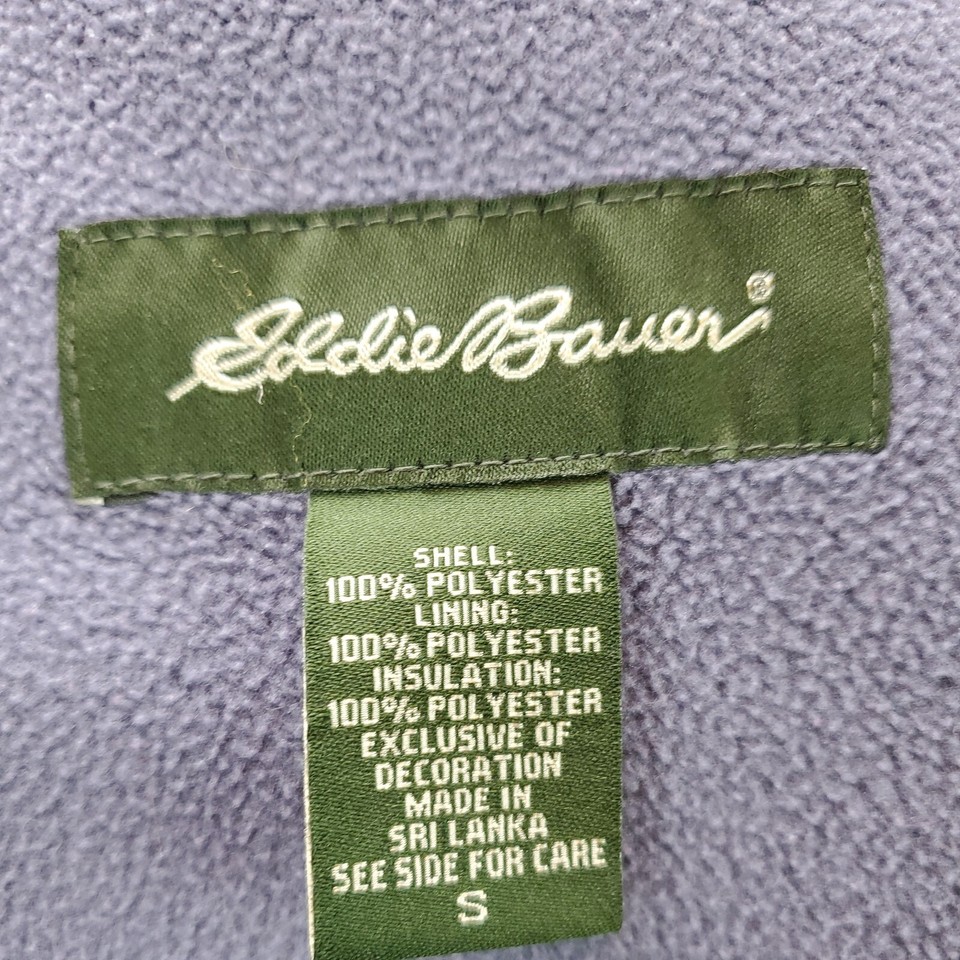 Eddie Bauer®
SHELL:
100% POLYESTER
LINING:
100% POLYESTER
INSULATION:
100% POLYESTER
EXCLUSIVE OF
DECORATION
MADE IN
SRI LANKA
SEE SIDE FOR CARE
S